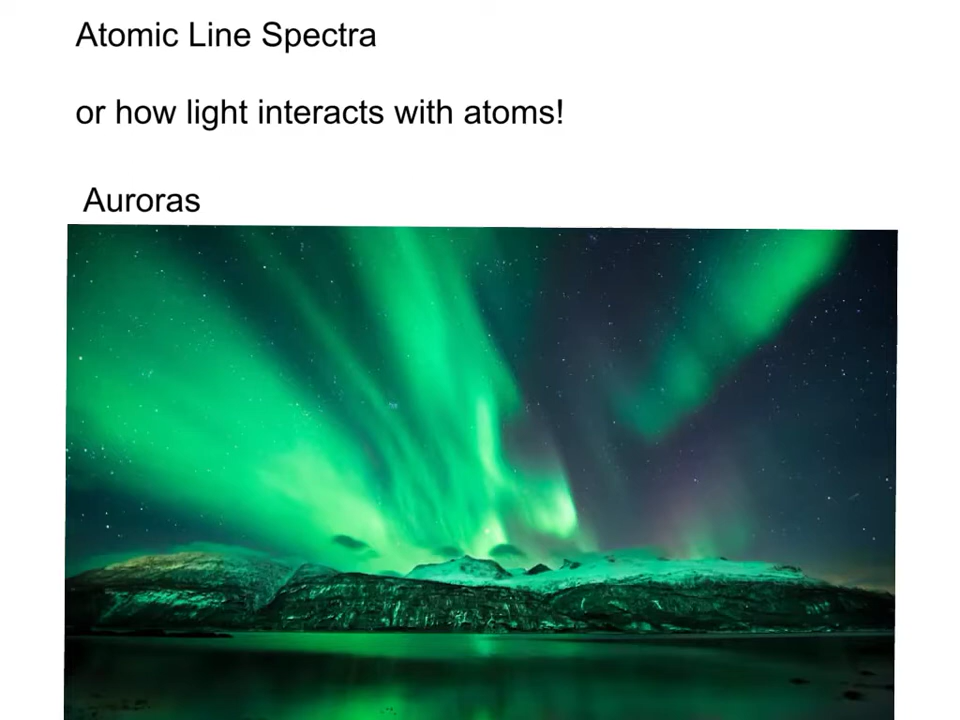 Atomic Line Spectra
or how light interacts with atoms!
Auroras